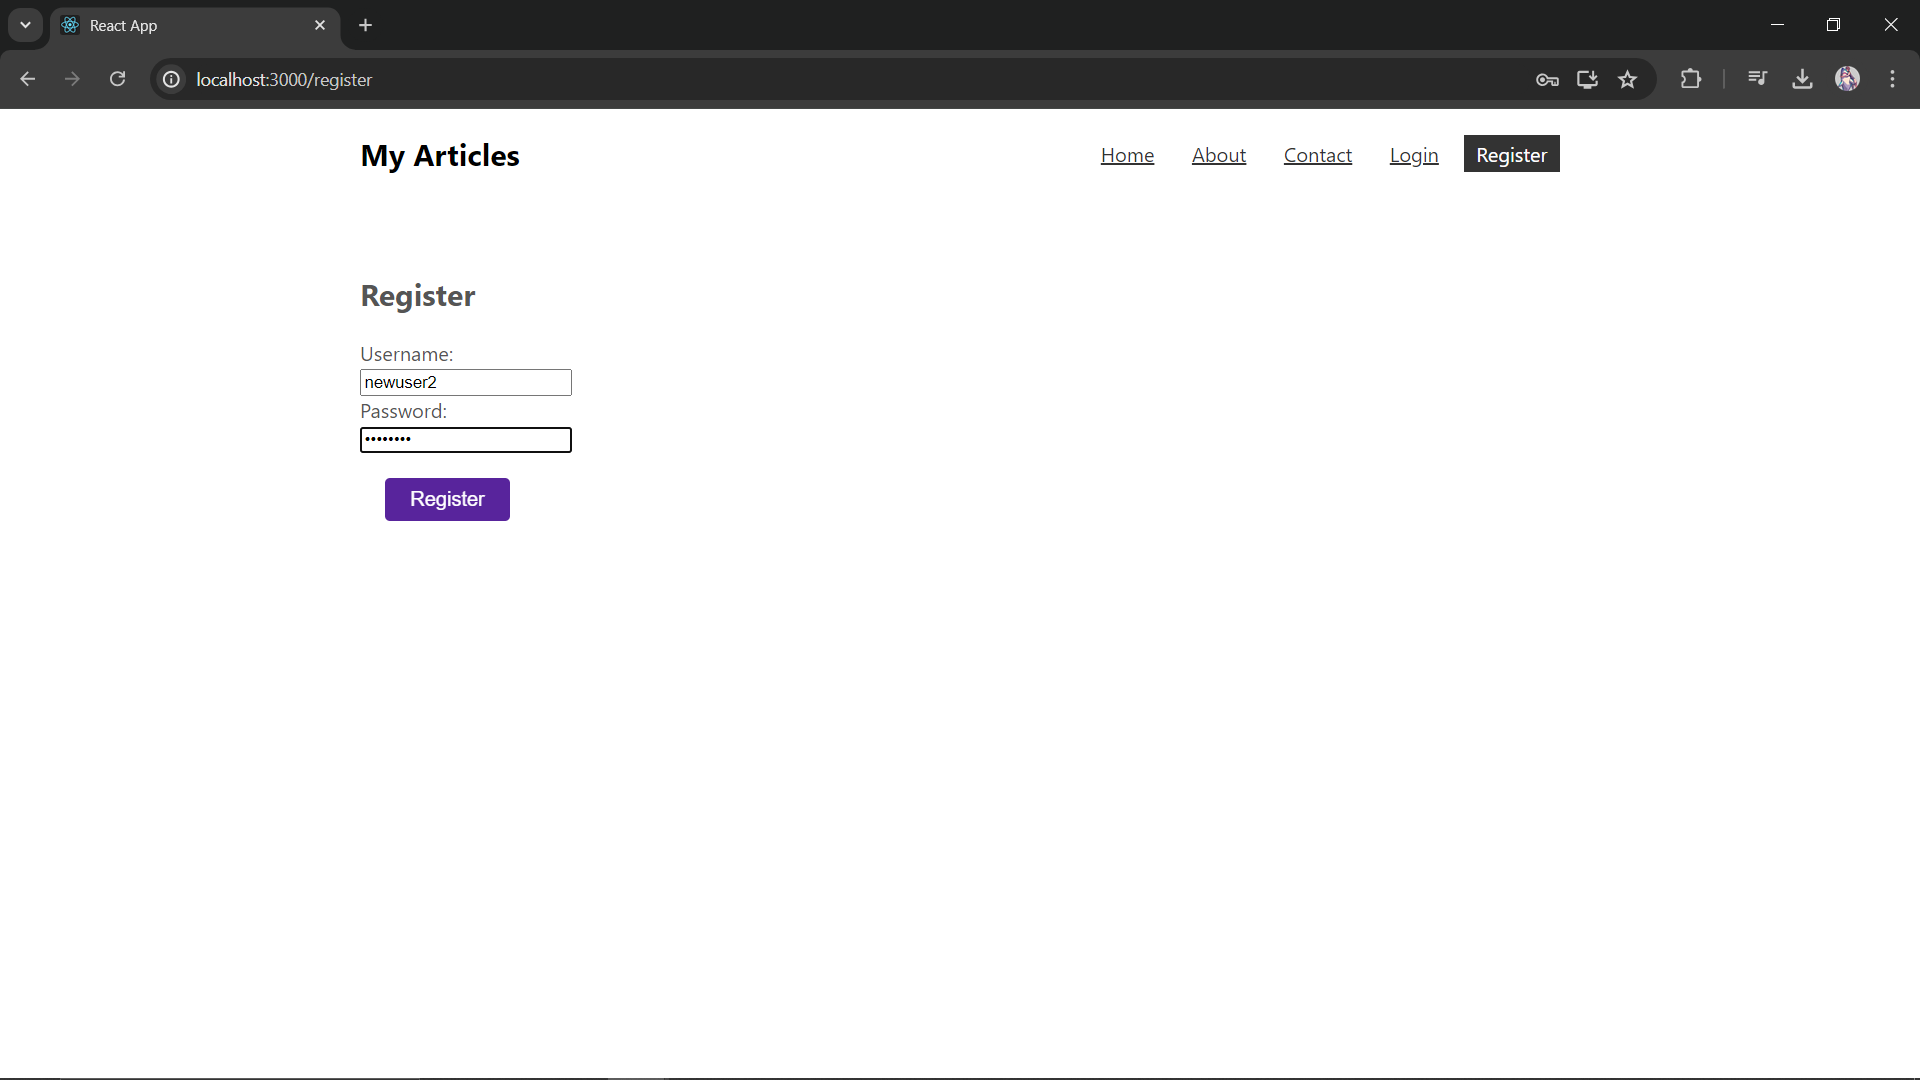 React App
localhost:3000/register
My Articles
Home About Contact Login Register
Register
Username:
newuser2
Password:
••••••••
Register